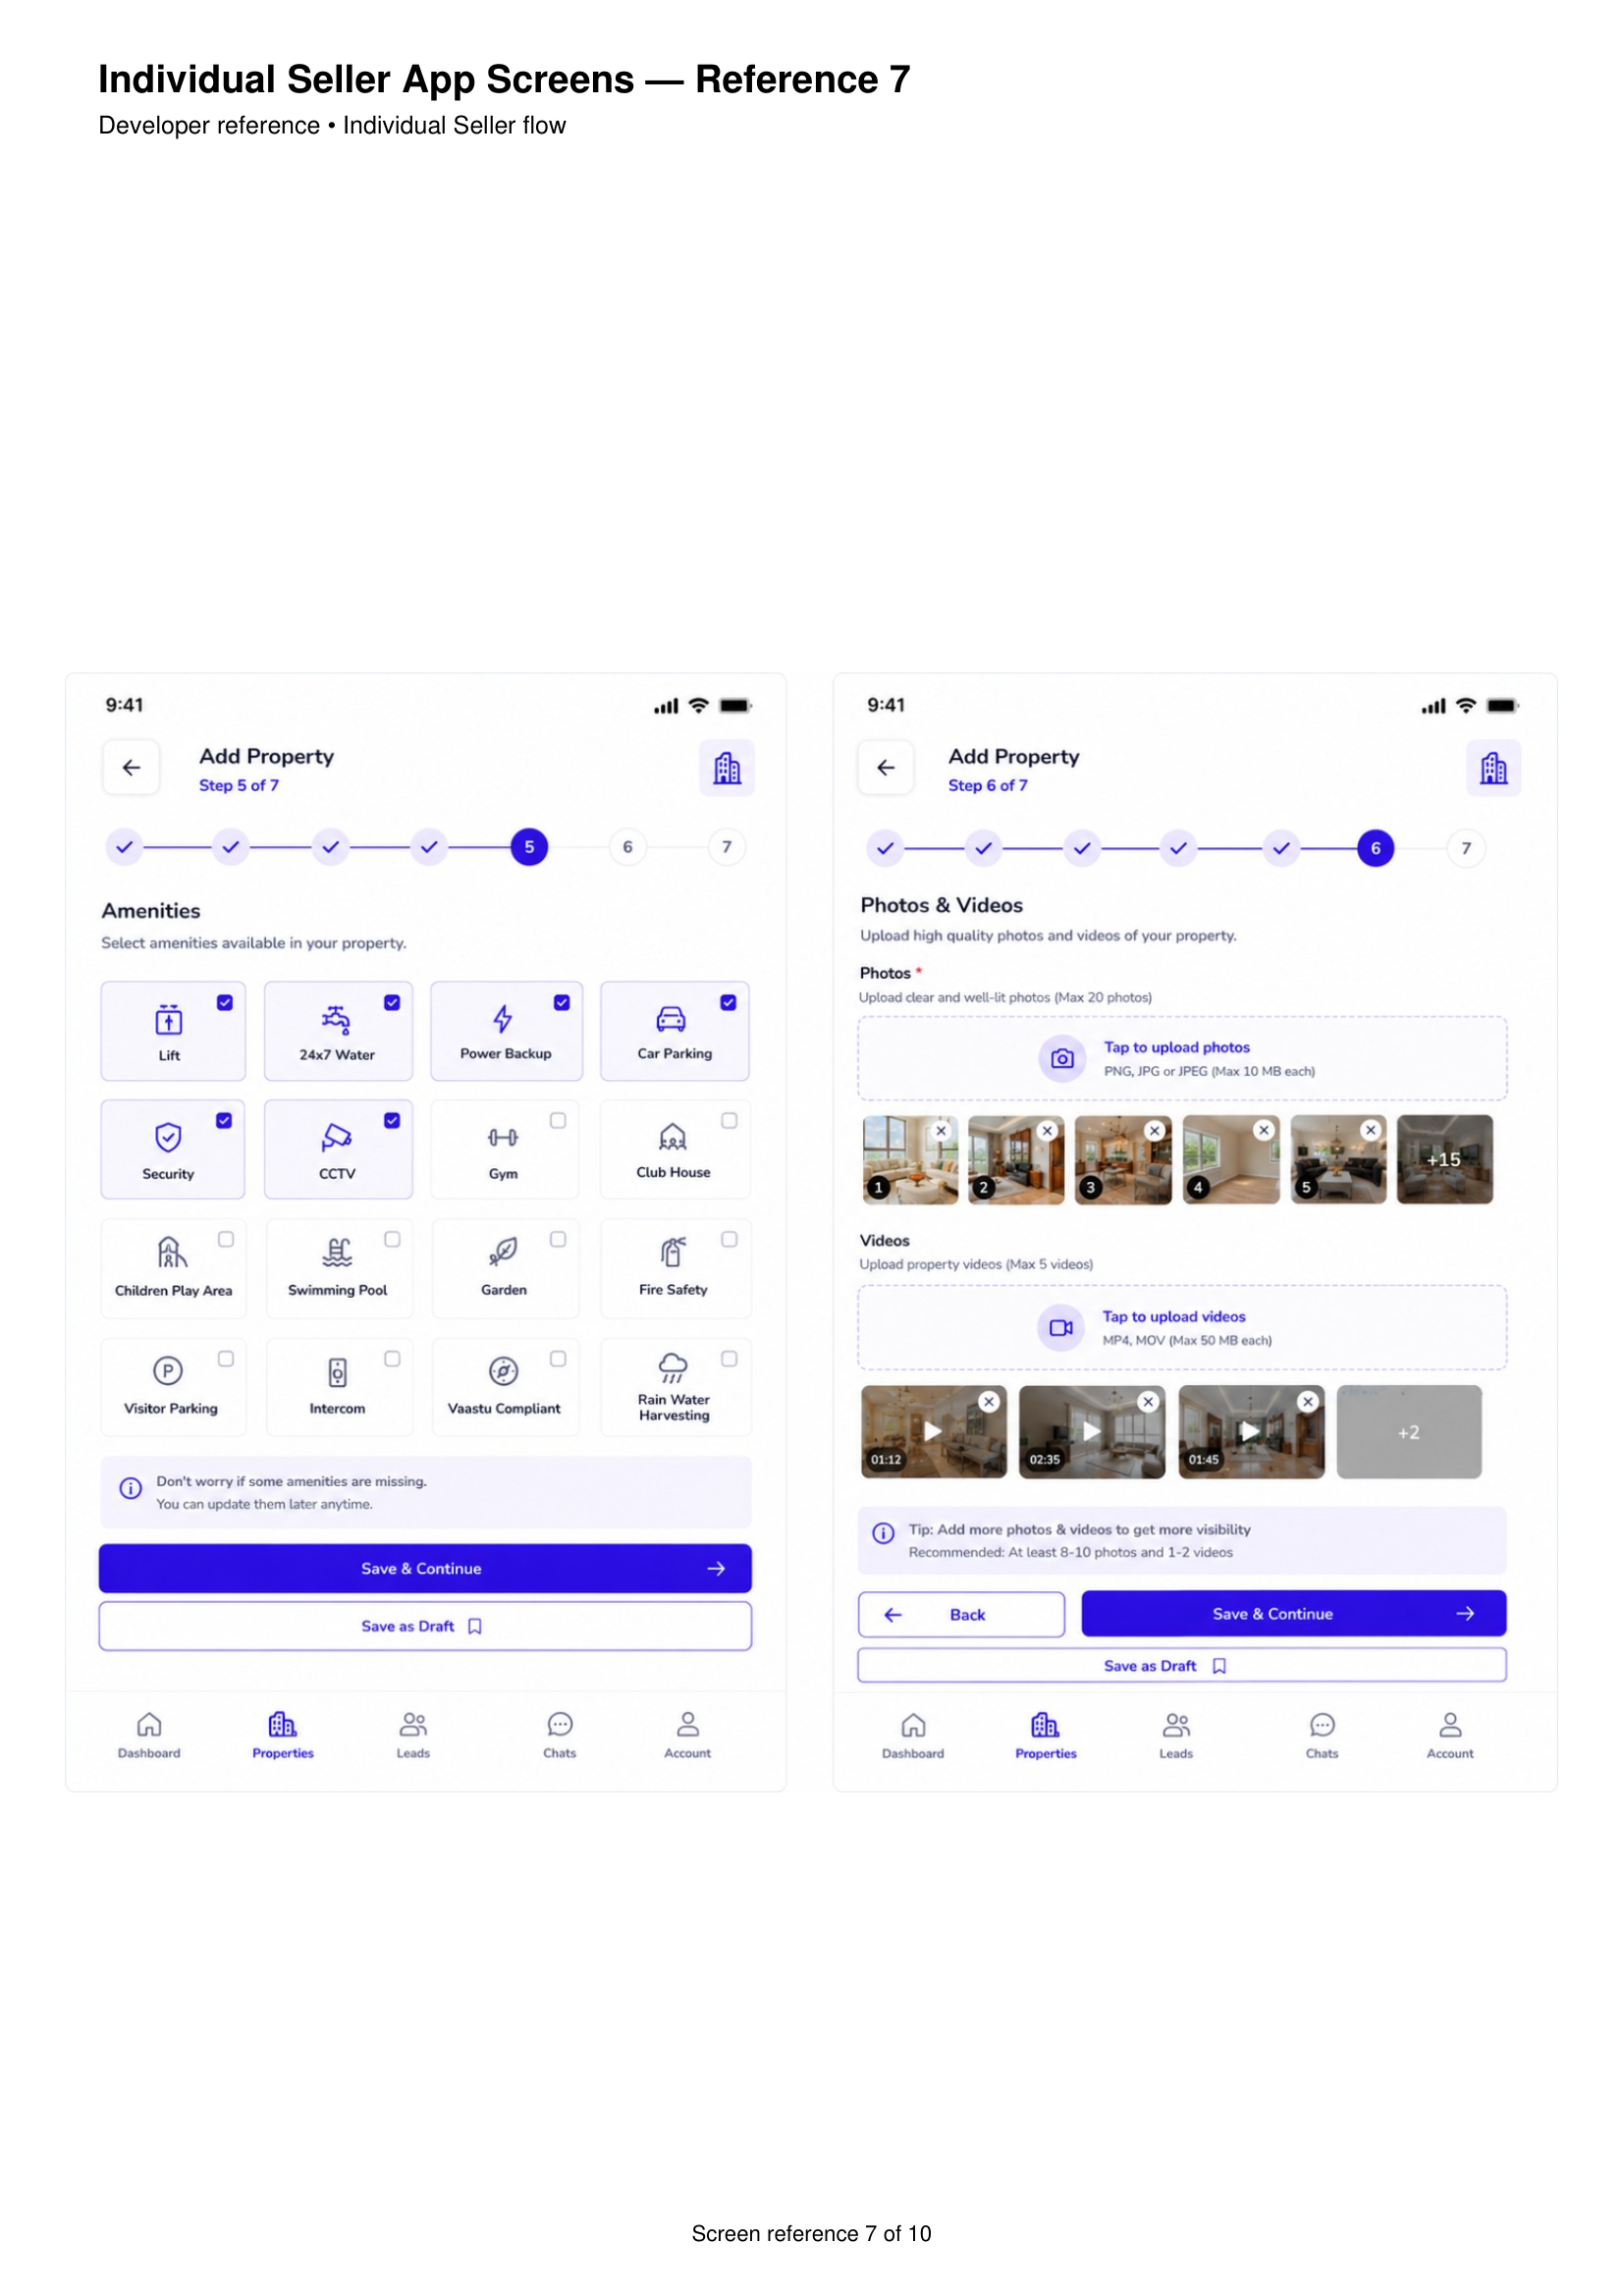 Individual Seller App Screens — Reference 7
Developer reference • Individual Seller flow
9:41
Add Property
Step 5 of 7
5
6
7
Amenities
Select amenities available in your property.
Lift
24x7 Water
Power Backup
Car Parking
Security
CCTV
Gym
Club House
Children Play Area
Swimming Pool
Garden
Fire Safety
P
Visitor Parking
Intercom
Vaastu Compliant
Rain Water
Harvesting
Don't worry if some amenities are missing.
You can update them later anytime.
Save & Continue
Save as Draft
Dashboard
Properties
Leads
Chats
Account
9:41
Add Property
Step 6 of 7
6
7
Photos & Videos
Upload high quality photos and videos of your property.
Photos *
Upload clear and well-lit photos (Max 20 photos)
Tap to upload photos
PNG, JPG or JPEG (Max 10 MB each)
1
2
3
4
5
+15
Videos
Upload property videos (Max 5 videos)
Tap to upload videos
MP4, MOV (Max 50 MB each)
01:12
02:35
01:45
+2
Tip: Add more photos & videos to get more visibility
Recommended: At least 8-10 photos and 1-2 videos
Back
Save & Continue
Save as Draft
Dashboard
Properties
Leads
Chats
Account
Screen reference 7 of 10